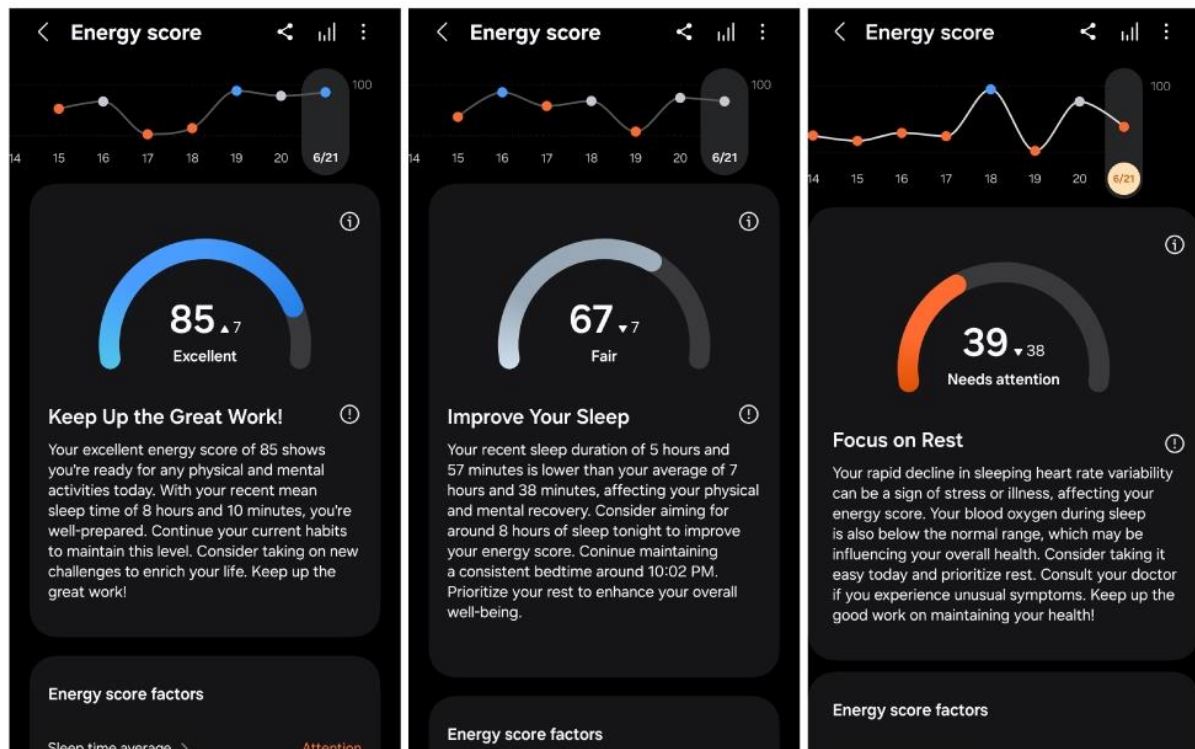 Energy score
100
14 15 16 17 18 19 20 6/21
85 ▲ 7
Excellent
Keep Up the Great Work!
Your excellent energy score of 85 shows
you're ready for any physical and mental
activities today. With your recent mean
sleep time of 8 hours and 10 minutes, you're
well-prepared. Continue your current habits
to maintain this level. Consider taking on new
challenges to enrich your life. Keep up the
great work!
Energy score factors
Sleep time average > Attention
Energy score
100
14 15 16 17 18 19 20 6/21
67 ▼ 7
Fair
Improve Your Sleep
Your recent sleep duration of 5 hours and
57 minutes is lower than your average of 7
hours and 38 minutes, affecting your physical
and mental recovery. Consider aiming for
around 8 hours of sleep tonight to improve
your energy score. Coninue maintaining
a consistent bedtime around 10:02 PM.
Prioritize your rest to enhance your overall
well-being.
Energy score factors
Energy score
100
14 15 16 17 18 19 20 6/21
39 ▼ 38
Needs attention
Focus on Rest
Your rapid decline in sleeping heart rate variability
can be a sign of stress or illness, affecting your
energy score. Your blood oxygen during sleep
is also below the normal range, which may be
influencing your overall health. Consider taking it
easy today and prioritize rest. Consult your doctor
if you experience unusual symptoms. Keep up the
good work on maintaining your health!
Energy score factors